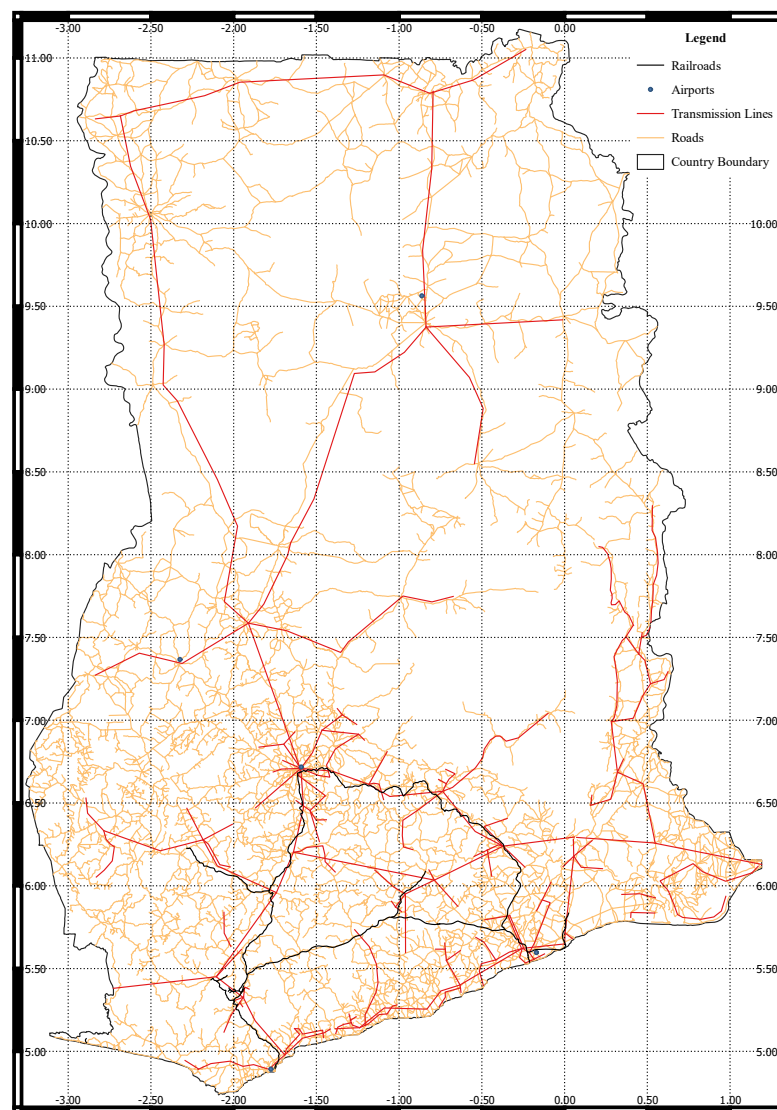 -3.00 -2.50 -2.00 -1.50 -1.00 -0.50 0.00
Legend
Railroads
Airports
Transmission Lines
Roads
Country Boundary
11.00
10.50
10.00 10.00
9.50 9.50
9.00 9.00
8.50 8.50
8.00 8.00
7.50 7.50
7.00 7.00
6.50 6.50
6.00 6.00
5.50 5.50
5.00 5.00
-3.00 -2.50 -2.00 -1.50 -1.00 -0.50 0.00 0.50 1.00